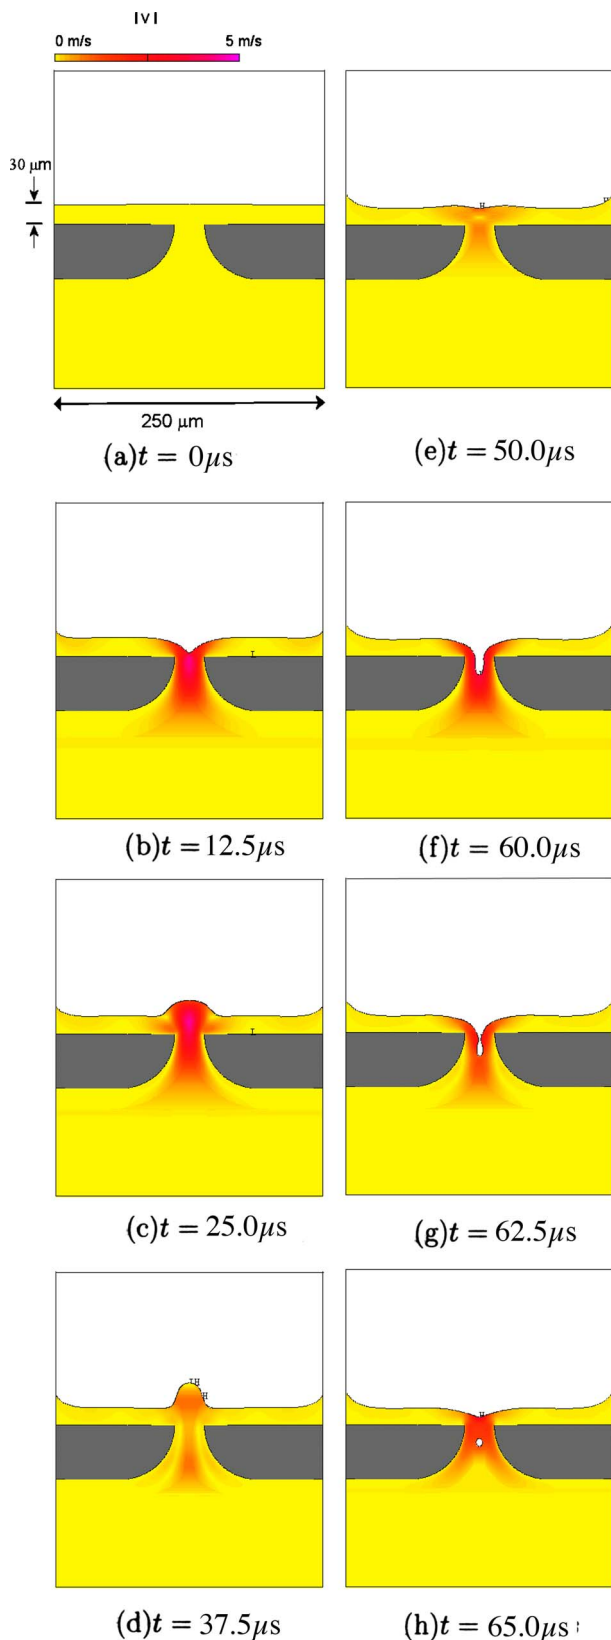 |v|
0 m/s 5 m/s
30 µm
250 µm
(a)t = 0µs
(e)t = 50.0µs
H
L
(b)t = 12.5µs
(f)t = 60.0µs
L
(c)t = 25.0µs
(g)t = 62.5µs
H
H
H
(d)t = 37.5µs
(h)t = 65.0µs